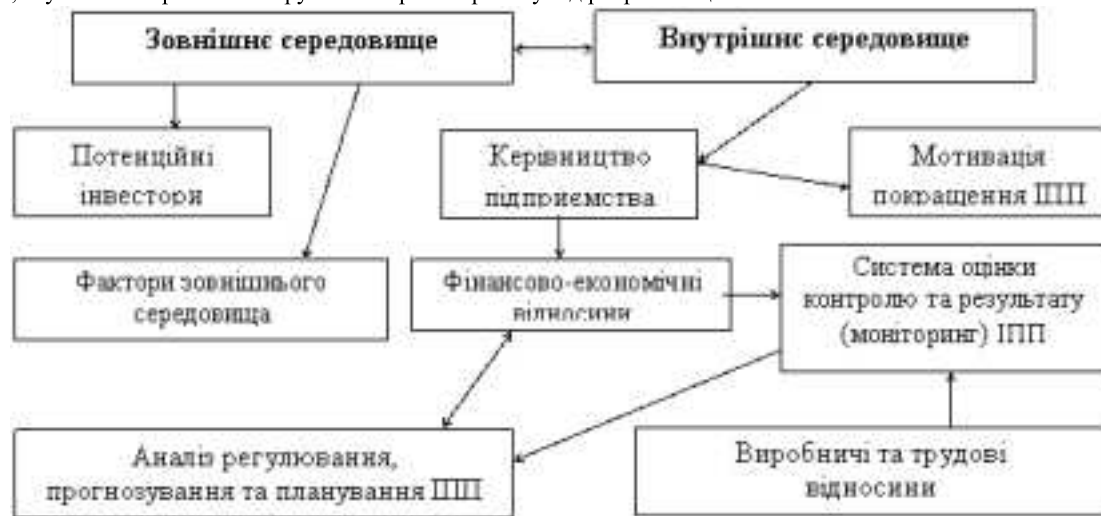 Зовнішнє середовище
Внутрішнє середовище
Потенційні
інвестори
Керівництво
підприємства
Мотивація
покращення ІПП
Фактори зовнішнього
середовища
Фінансово-економічні
відносини
Система оцінки
контролю та результату
(моніторинг) ІПП
Аналіз регулювання,
прогнозування та планування ІПП
Виробничі та трудові
відносини